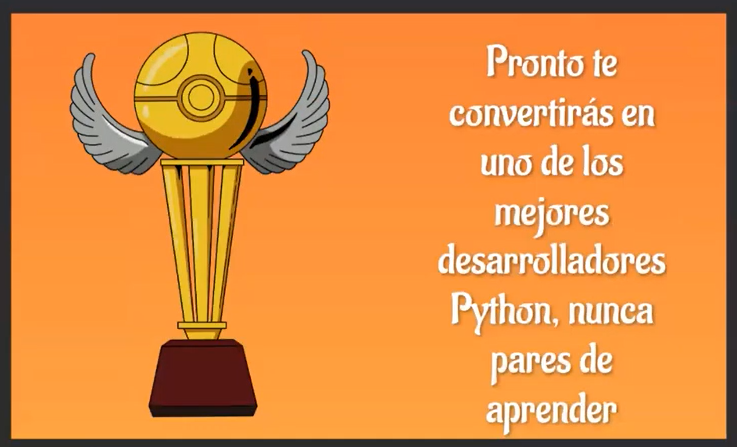 Pronto te
convertirás en
uno de los
mejores
desarrolladores
Python, nunca
pares de
aprender